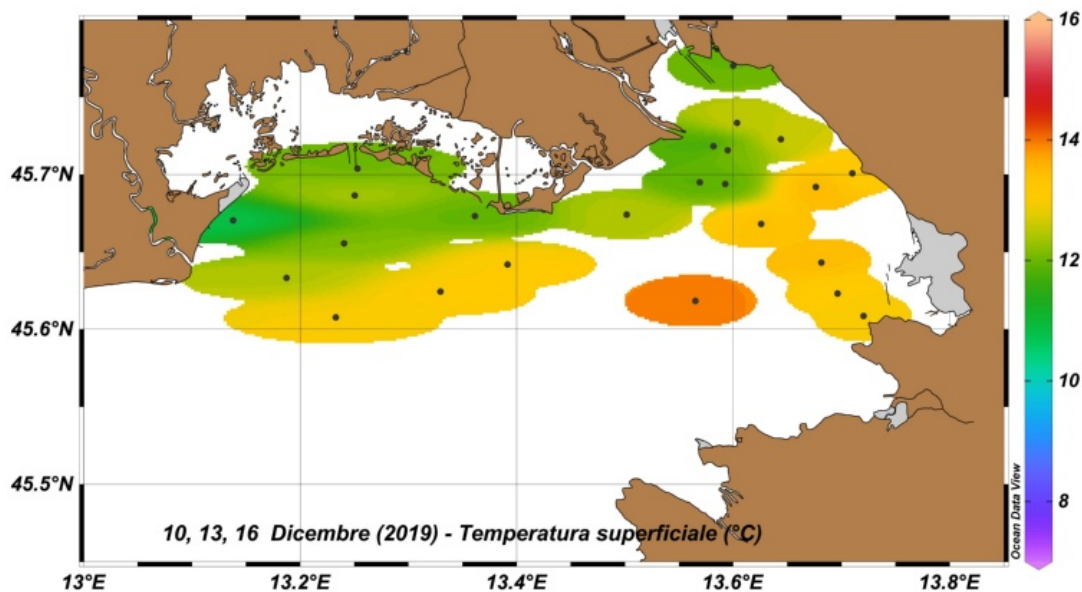 16
14
12
10
8
45.7°N
45.6°N
45.5°N
Ocean Data View
10, 13, 16 Dicembre (2019) - Temperatura superficiale (°C)
13°E
13.2°E
13.4°E
13.6°E
13.8°E